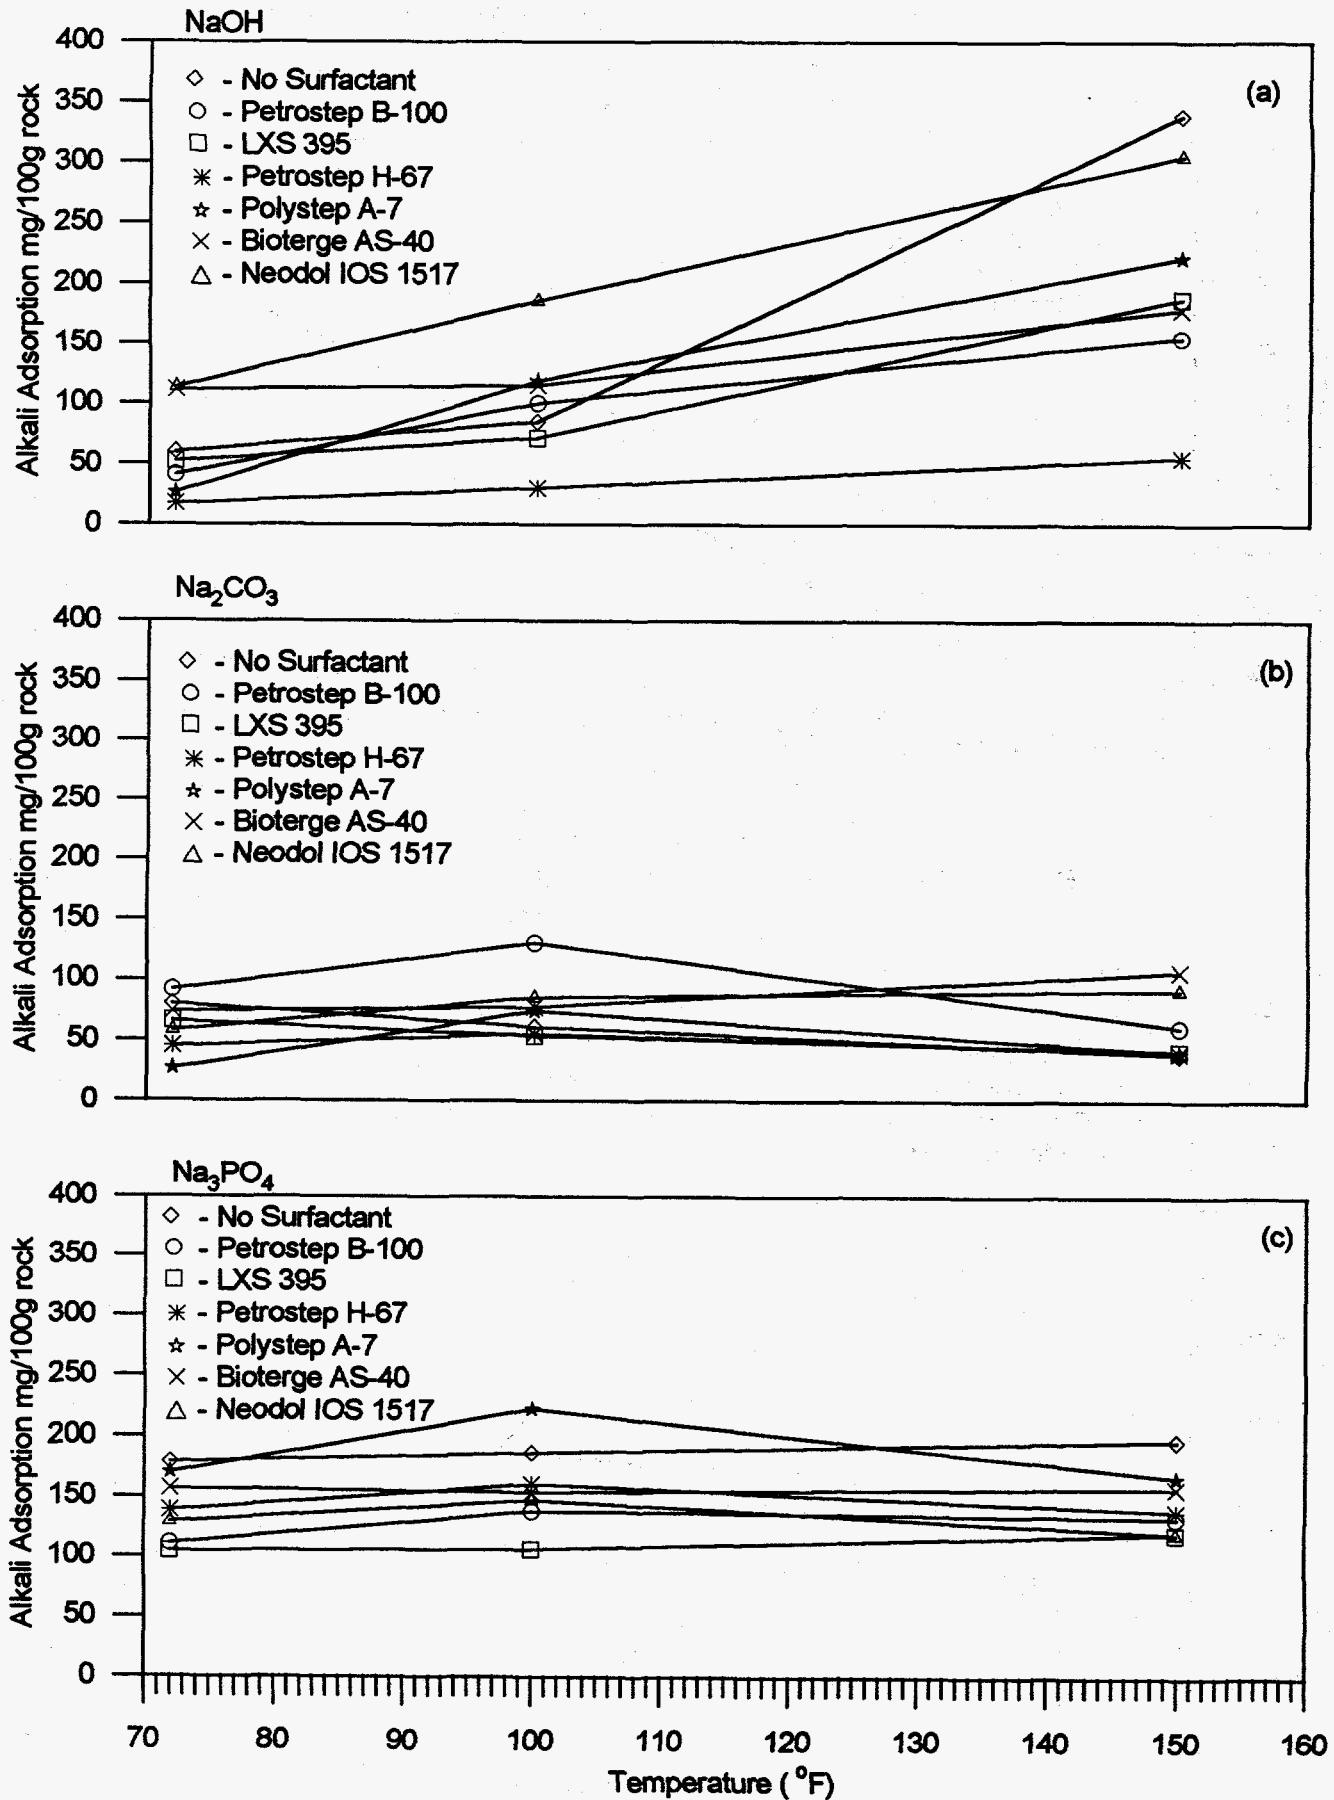 NaOH
400
350
300
250
200
150
100
50
0
Alkali Adsorption mg/100g rock
(a)
◇ - No Surfactant
○ - Petrostep B-100
□ - LXS 395
✳ - Petrostep H-67
☆ - Polystep A-7
× - Bioterge AS-40
△ - Neodol IOS 1517
Na₂CO₃
400
350
300
250
200
150
100
50
0
Alkali Adsorption mg/100g rock
(b)
◇ - No Surfactant
○ - Petrostep B-100
□ - LXS 395
✳ - Petrostep H-67
☆ - Polystep A-7
× - Bioterge AS-40
△ - Neodol IOS 1517
Na₃PO₄
400
350
300
250
200
150
100
50
0
Alkali Adsorption mg/100g rock
(c)
◇ - No Surfactant
○ - Petrostep B-100
□ - LXS 395
✳ - Petrostep H-67
☆ - Polystep A-7
× - Bioterge AS-40
△ - Neodol IOS 1517
70 80 90 100 110 120 130 140 150 160
Temperature ( °F)